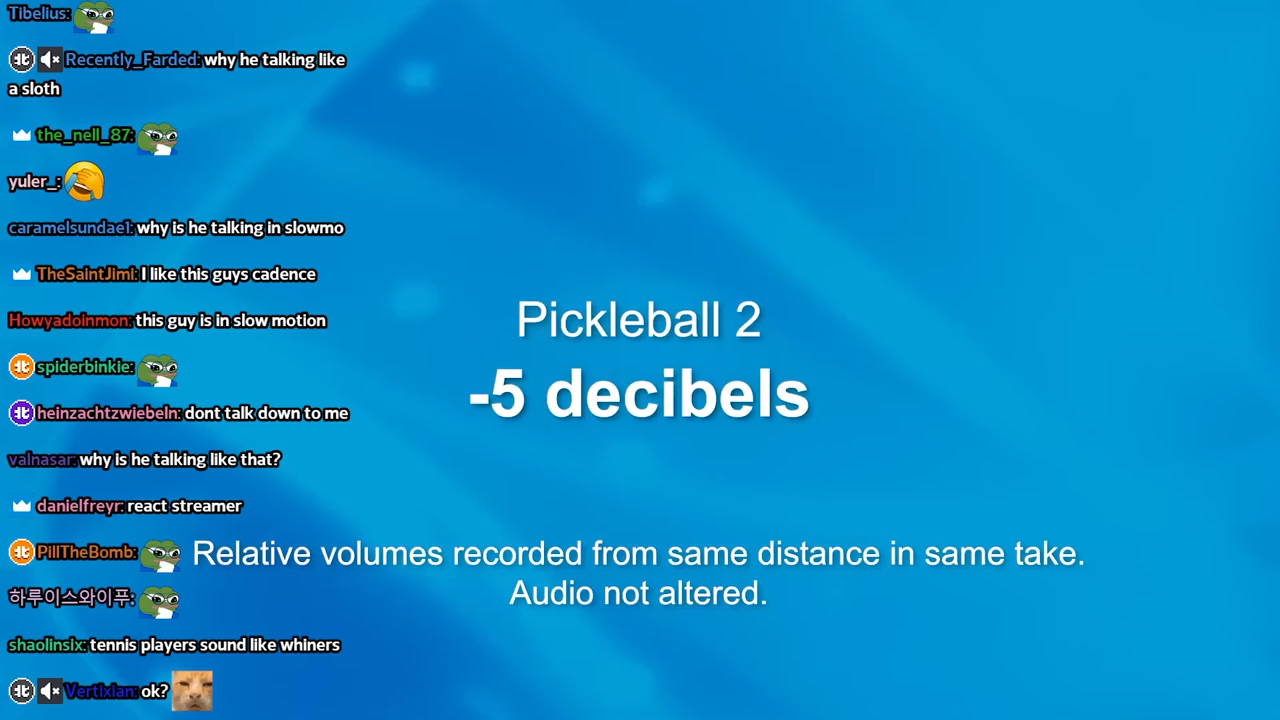 Tibelius:
Recently_Farded: why he talking like
a sloth
the_nell_87:
yuler_:
caramelsundae1: why is he talking in slowmo
TheSaintJimi: I like this guys cadence
Howyadoinmon: this guy is in slow motion
spiderbinkie:
heinzachtzwiebeln: dont talk down to me
valnasar: why is he talking like that?
danielfreyr: react streamer
PillTheBomb:
하루이스와이푸:
shaolinsix: tennis players sound like whiners
Vertixian: ok?
Pickleball 2
-5 decibels
Relative volumes recorded from same distance in same take.
Audio not altered.